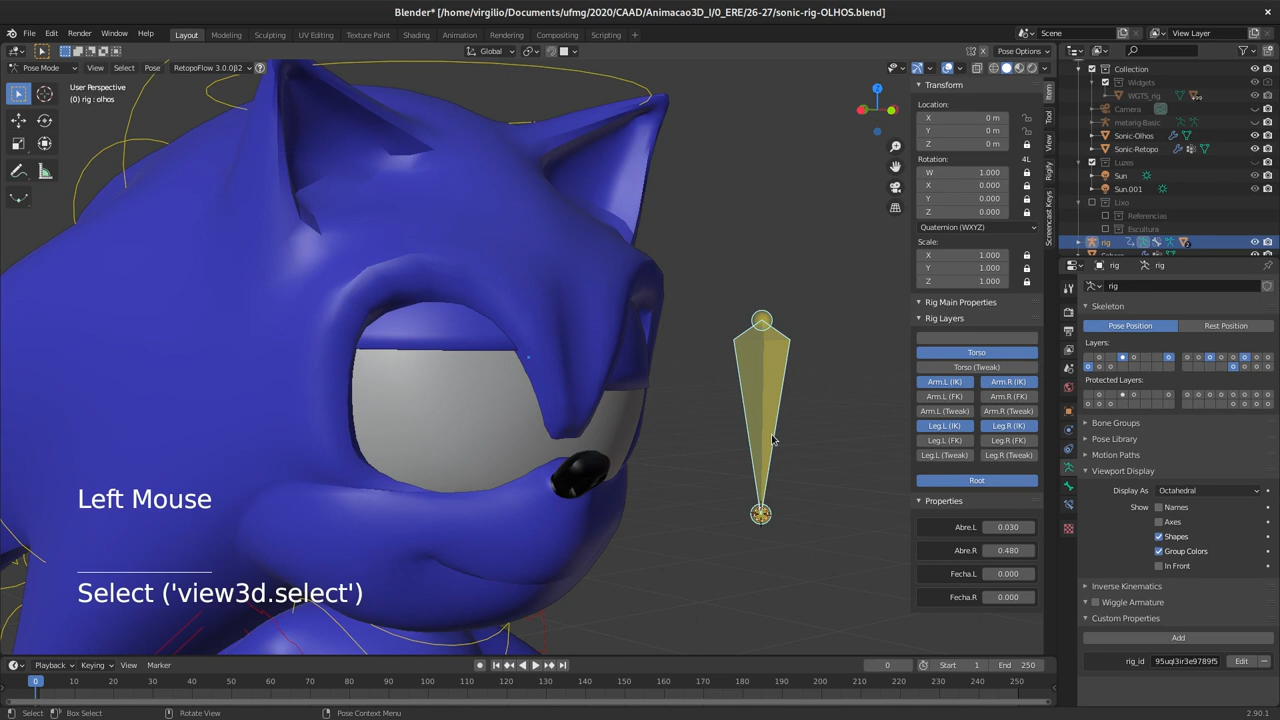 Blender* [/home/virgilio/Documents/ufmg/2020/CAAD/Animacao3D_I/0_ERE/26-27/sonic-rig-OLHOS.blend]
File Edit Render Window Help Layout Modeling Sculpting UV Editing Texture Paint Shading Animation Rendering Compositing Scripting Scene View Layer
Global Pose Options
Pose Mode View Select Pose RetopoFlow 3.0.0β2
User Perspective
(0) rig : olhos
Z
Left Mouse
Select ('view3d.select')
Transform
Location:
X 0 m
Y 0 m
Z 0 m
Rotation: 4L
W 1.000
X 0.000
Y 0.000
Z 0.000
Quaternion (WXYZ)
Scale:
X 1.000
Y 1.000
Z 1.000
Rig Main Properties
Rig Layers
Torso
Torso (Tweak)
Arm.L (IK) Arm.R (IK)
Arm.L (FK) Arm.R (FK)
Arm.L (Tweak) Arm.R (Tweak)
Leg.L (IK) Leg.R (IK)
Leg.L (FK) Leg.R (FK)
Leg.L (Tweak) Leg.R (Tweak)
Root
Properties
Abre.L 0.030
Abre.R 0.480
Fecha.L 0.000
Fecha.R 0.000
Item
Tool
View
Rigify
Screencast Keys
Collection
Widgets
WGTS_rig
Camera
metarig-Basic
Sonic-Olhos
Sonic-Retopo
Luzes
Sun
Sun.001
Lixo
Referencias
Escultura
rig
rig rig
rig
Skeleton
Pose Position Rest Position
Layers:
Protected Layers:
Bone Groups
Pose Library
Motion Paths
Viewport Display
Display As Octahedral
Show Names
Axes
Shapes
Group Colors
In Front
Inverse Kinematics
Wiggle Armature
Custom Properties
Add
rig_id 95uql3ir3e9789f5 Edit
Playback Keying View Marker 0 Start 1 End 250
0 10 20 30 40 50 60 70 80 90 100 110 120 130 140 150 160 170 180 190 200 210 220 230 240 250
Select Box Select Rotate View Pose Context Menu 2.90.1